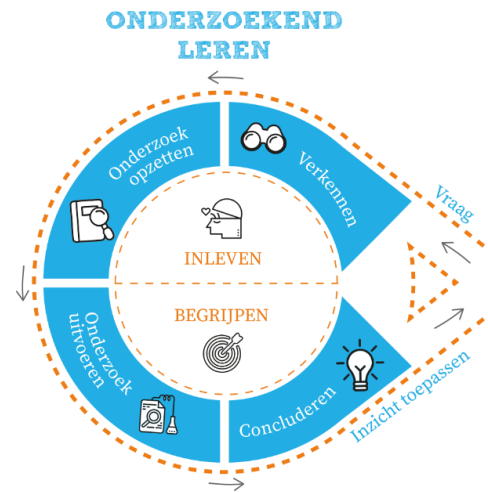 ONDERZOEKEND
LEREN
Vraag
Verkennen
Onderzoek
opzetten
INLEVEN
BEGRIJPEN
Onderzoek
uitvoeren
Concluderen
Inzicht toepassen